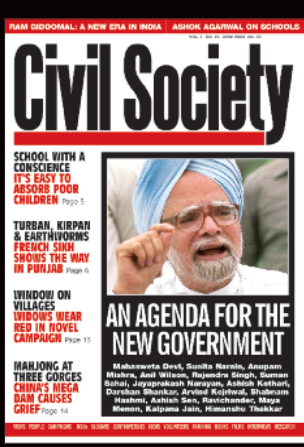 RAM GIDOOMAL: A NEW ERA IN INDIA ASHOK AGARWAL ON SCHOOLS
Civil Society
SCHOOL WITH A
CONSCIENCE
IT'S EASY TO
ABSORB POOR
CHILDREN Page 5
TURBAN, KIRPAN
& EARTHWORMS
FRENCH SIKH
SHOWS THE WAY
IN PUNJAB Page 6
WINDOW ON
VILLAGES
WIDOWS WEAR
RED IN NOVEL
CAMPAIGN Page 13
MAHJONG AT
THREE GORGES
CHINA'S MEGA
DAM CAUSES
GRIEF Page 14
AN AGENDA FOR THE
NEW GOVERNMENT
Mahasweta Devi, Sunita Narain, Anupam
Mishra, Anil Wilson, Rajendra Singh, Suman
Sahai, Jayaprakash Narayan, Ashish Kothari,
Darshan Shankar, Arvind Kejriwal, Shabnam
Hashmi, Ashish Sen, Ravichander, Maya
Menon, Kalpana Jain, Himanshu Thakkar